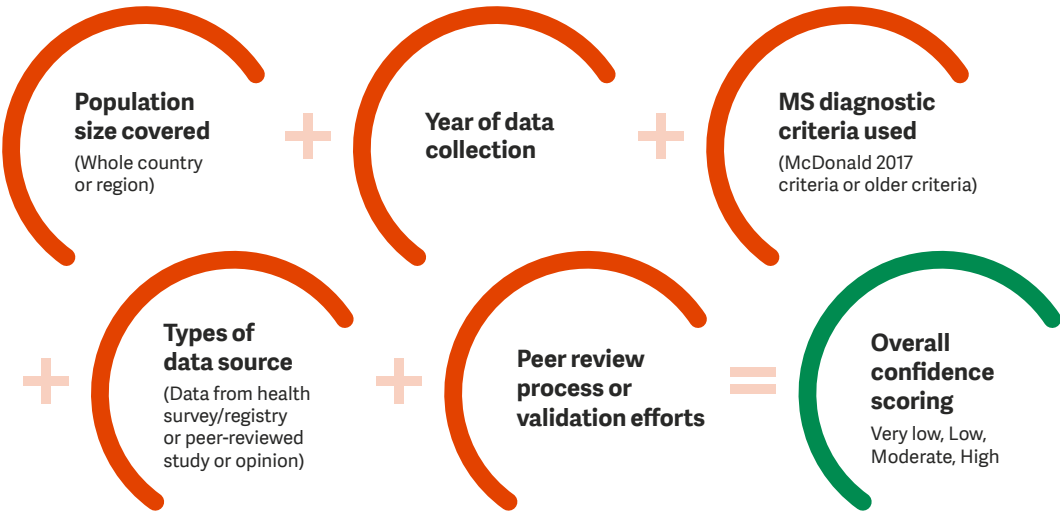 Population
size covered
(Whole country
or region)
+
Year of data
collection
+
MS diagnostic
criteria used
(McDonald 2017
criteria or older criteria)
+
Types of
data source
(Data from health
survey/registry
or peer-reviewed
study or opinion)
+
Peer review
process or
validation efforts
=
Overall
confidence
scoring
Very low, Low,
Moderate, High